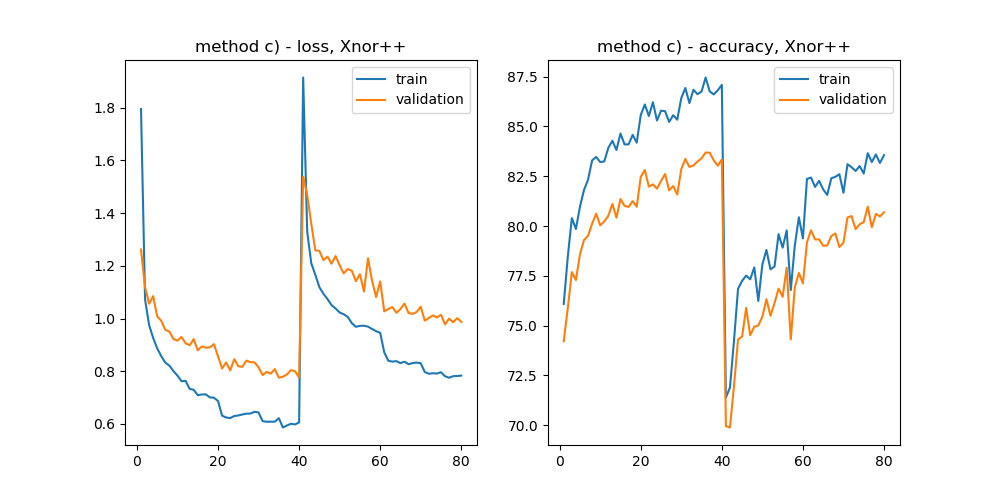 method c) - loss, Xnor++
train
validation
1.8
1.6
1.4
1.2
1.0
0.8
0.6
0 20 40 60 80
method c) - accuracy, Xnor++
train
validation
87.5
85.0
82.5
80.0
77.5
75.0
72.5
70.0
0 20 40 60 80